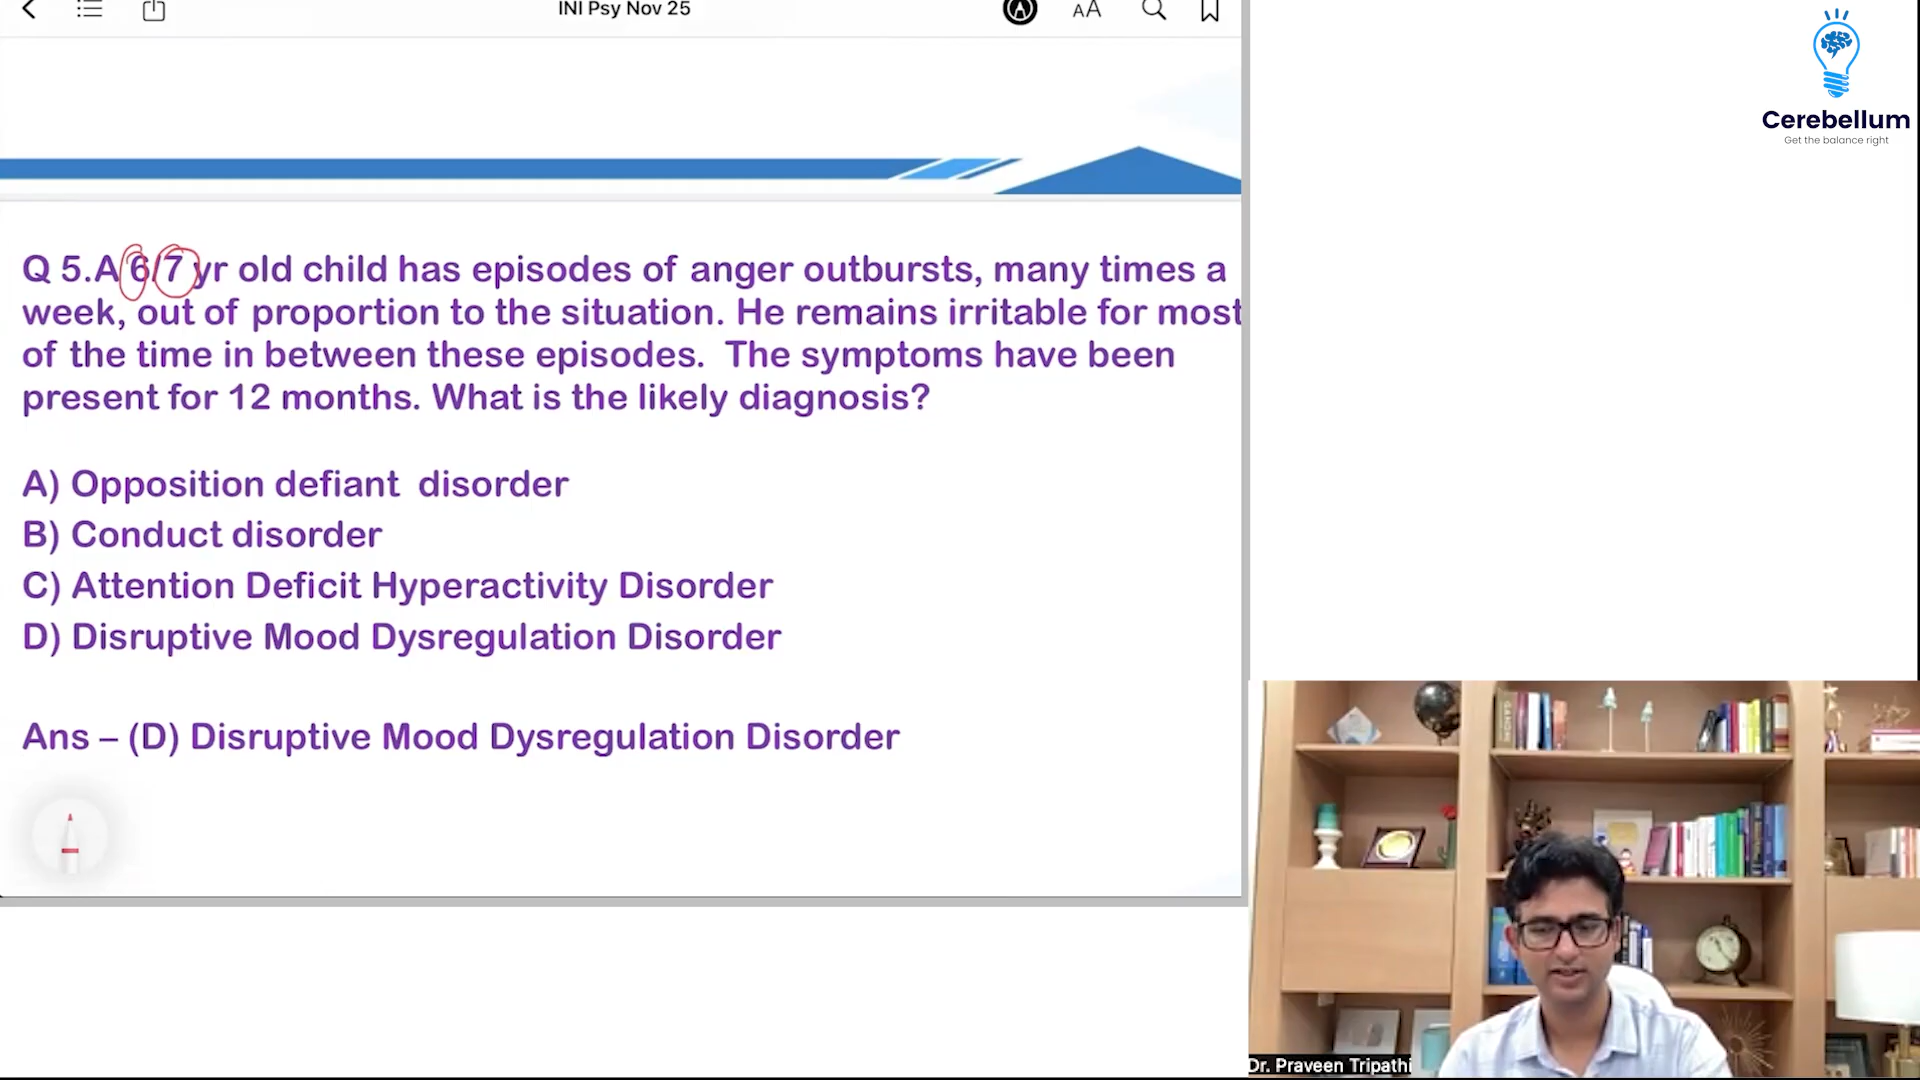 INI Psy Nov 25
AA
Cerebellum
Get the balance right
Q 5.A 6/7 yr old child has episodes of anger outbursts, many times a
week, out of proportion to the situation. He remains irritable for most
of the time in between these episodes.  The symptoms have been
present for 12 months. What is the likely diagnosis?
A) Opposition defiant  disorder
B) Conduct disorder
C) Attention Deficit Hyperactivity Disorder
D) Disruptive Mood Dysregulation Disorder
Ans – (D) Disruptive Mood Dysregulation Disorder
GANDHI
Dr. Praveen Tripathi